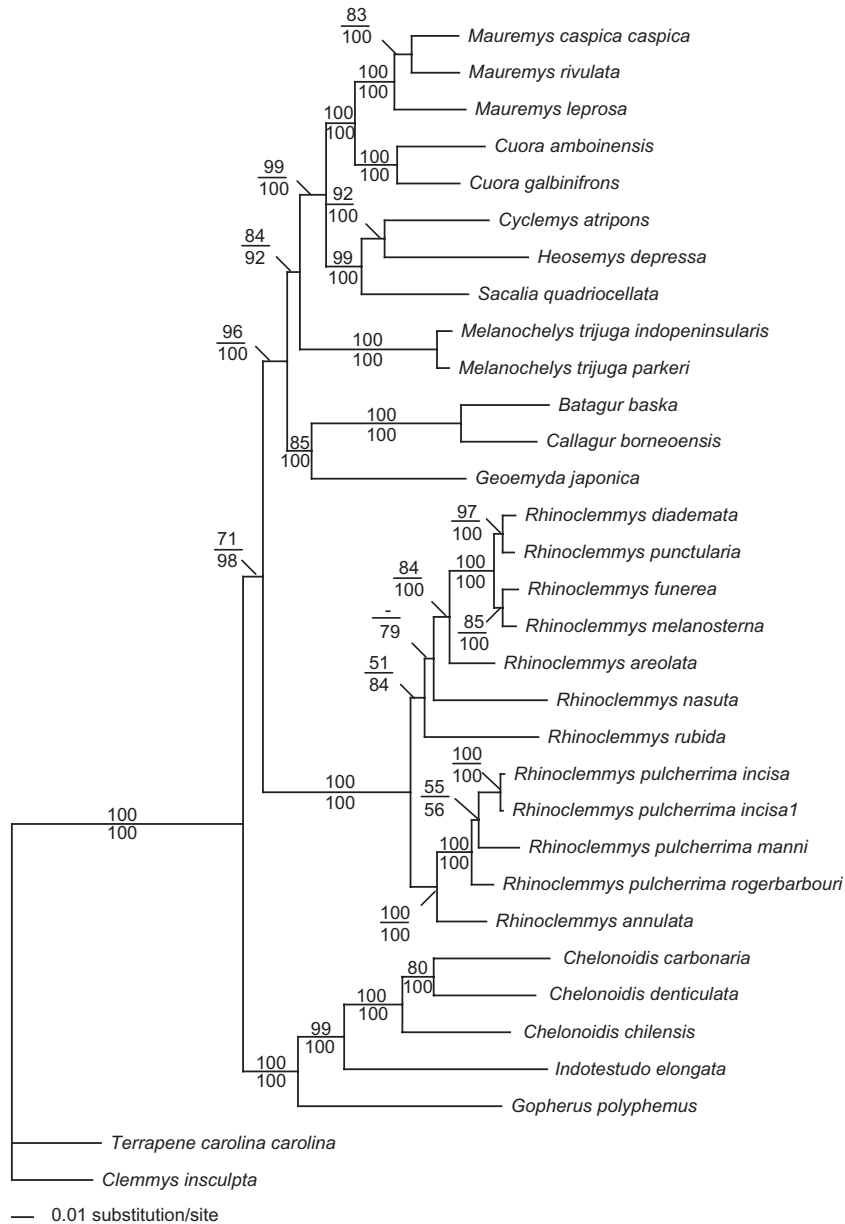 83
100
Mauremys caspica caspica
Mauremys rivulata
100
100
Mauremys leprosa
100
100
Cuora amboinensis
100
100
Cuora galbinifrons
99
100
92
100
Cyclemys atripons
84
92
Heosemys depressa
99
100
Sacalia quadriocellata
96
100
Melanochelys trijuga indopeninsularis
100
100
Melanochelys trijuga parkeri
Batagur baska
100
100
Callagur borneoensis
85
100
Geoemyda japonica
97
100
Rhinoclemmys diademata
71
98
Rhinoclemmys punctularia
100
100
84
100
Rhinoclemmys funerea
-
79
85
100
Rhinoclemmys melanosterna
Rhinoclemmys areolata
51
84
Rhinoclemmys nasuta
Rhinoclemmys rubida
100
100
Rhinoclemmys pulcherrima incisa
100
100
55
56
Rhinoclemmys pulcherrima incisa1
100
100
Rhinoclemmys pulcherrima manni
100
100
Rhinoclemmys pulcherrima rogerbarbouri
100
100
Rhinoclemmys annulata
Chelonoidis carbonaria
80
100
Chelonoidis denticulata
100
100
Chelonoidis chilensis
99
100
Indotestudo elongata
100
100
Gopherus polyphemus
Terrapene carolina carolina
Clemmys insculpta
0.01 substitution/site